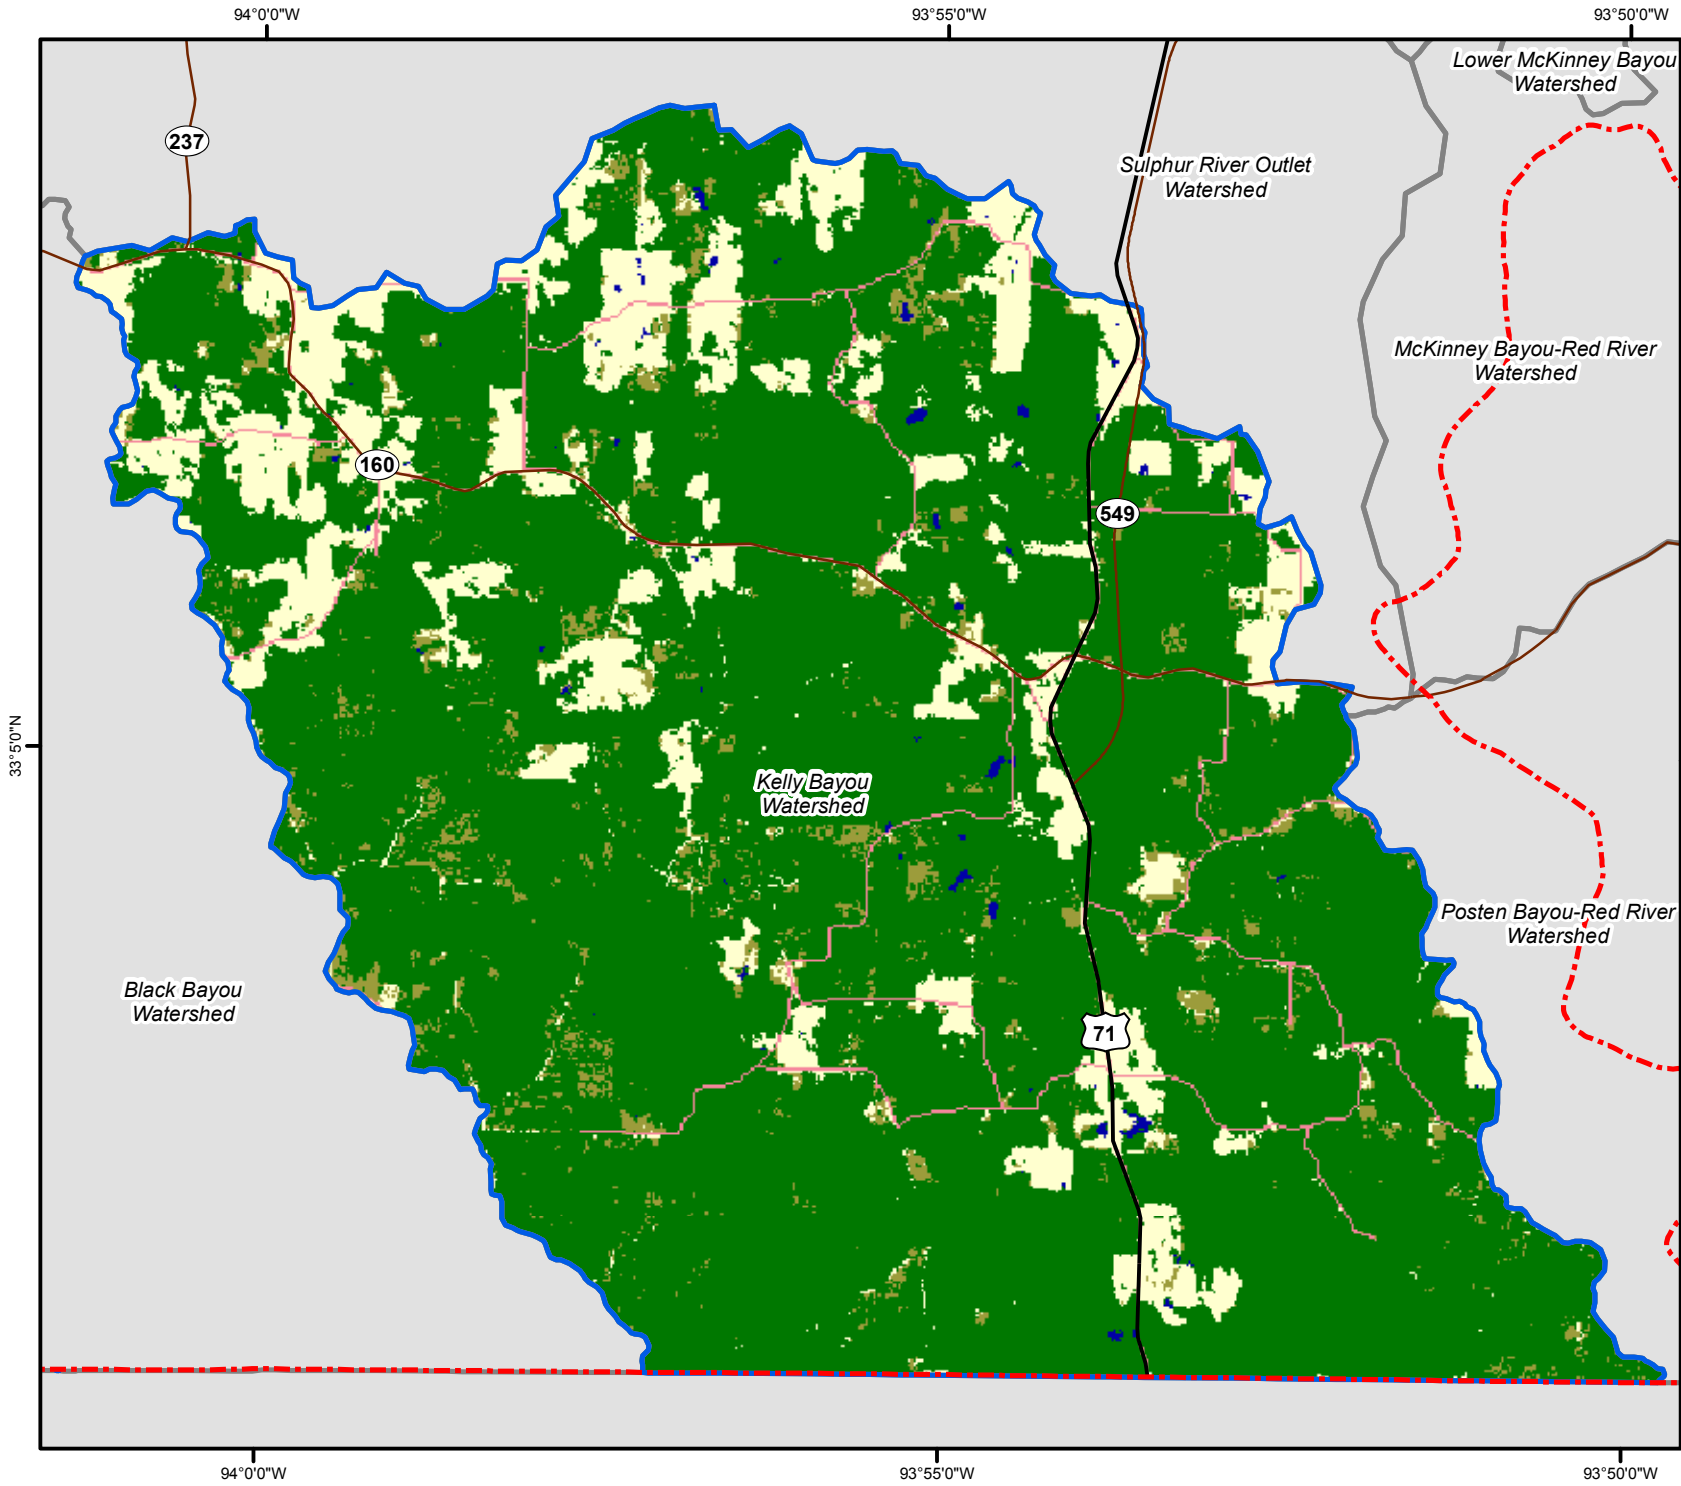 94°0'0"W
93°55'0"W
93°50'0"W
Lower McKinney Bayou
Watershed
237
Sulphur River Outlet
Watershed
McKinney Bayou-Red River
Watershed
160
549
33°5'0"N
Kelly Bayou
Watershed
Posten Bayou-Red River
Watershed
Black Bayou
Watershed
71
94°0'0"W
93°55'0"W
93°50'0"W